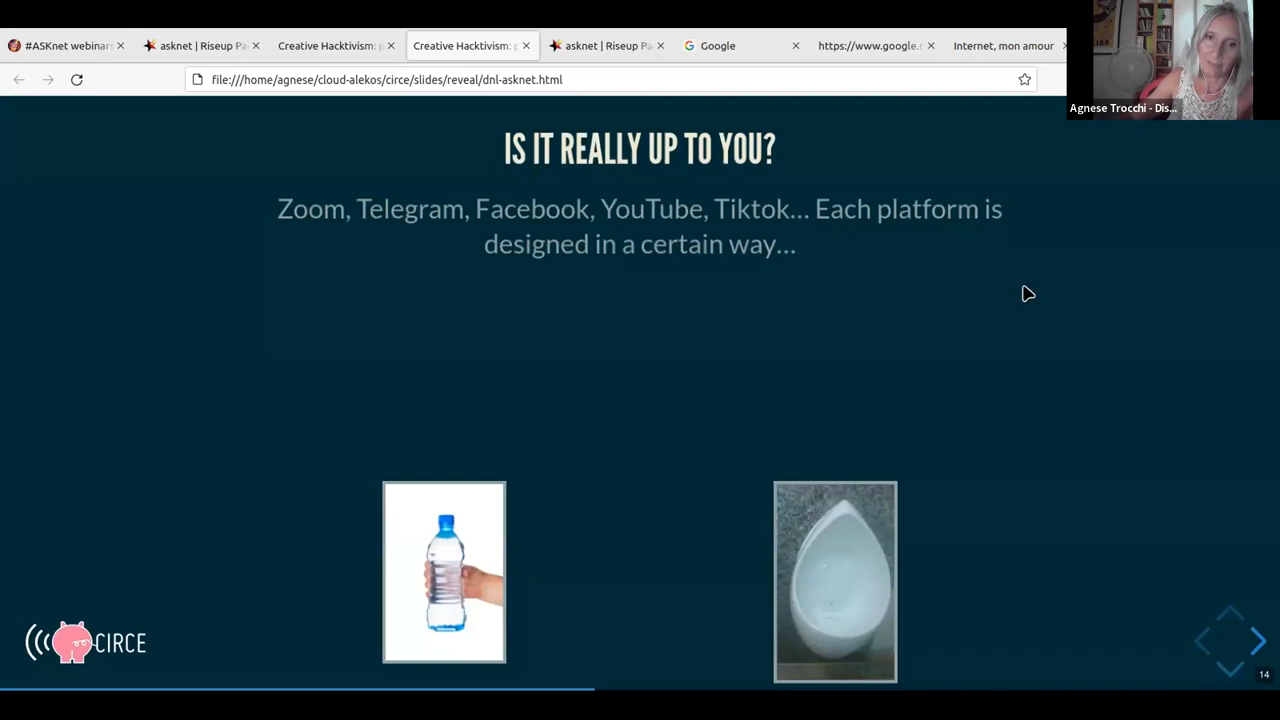 #ASKnet webinar
asknet | Riseup Pa
Creative Hacktivism: p
Creative Hacktivism: p
asknet | Riseup Pa
Google
https://www.google.c
Internet, mon amour
file:///home/agnese/cloud-alekos/circe/slides/reveal/dnl-asknet.html
Agnese Trocchi - Dis...
IS IT REALLY UP TO YOU?
Zoom, Telegram, Facebook, YouTube, Tiktok... Each platform is
designed in a certain way...
CIRCE
14